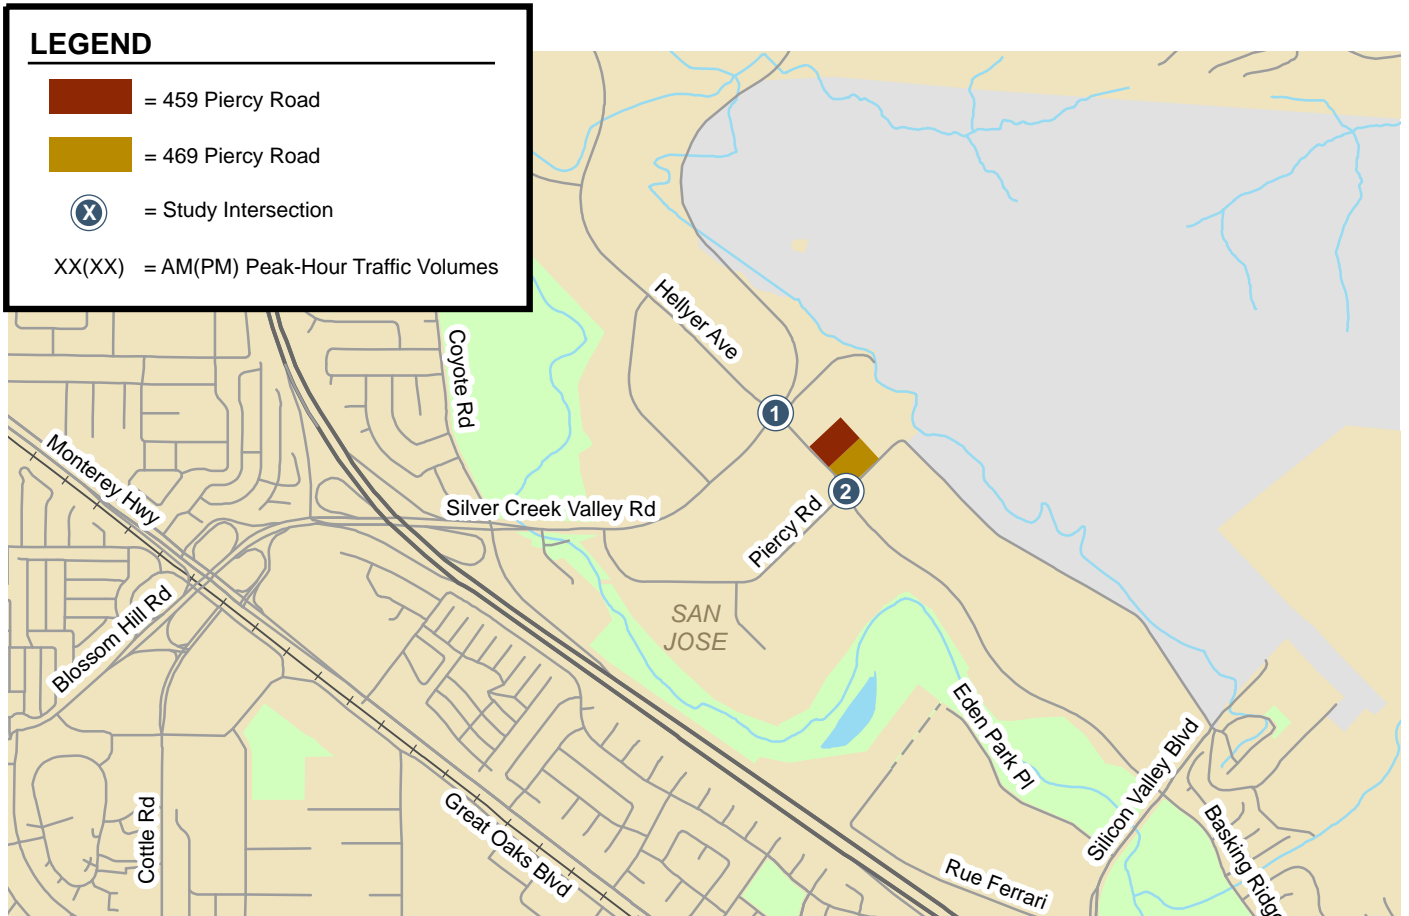 LEGEND
= 459 Piercy Road
= 469 Piercy Road
X = Study Intersection
XX(XX) = AM(PM) Peak-Hour Traffic Volumes
Hellyer Ave
Coyote Rd
1
Monterey Hwy
2
Silver Creek Valley Rd
Piercy Rd
Blossom Hill Rd
SAN
JOSE
Eden Park Pl
Silicon Valley Blvd
Cottle Rd
Great Oaks Blvd
Basking Ridge
Rue Ferrari